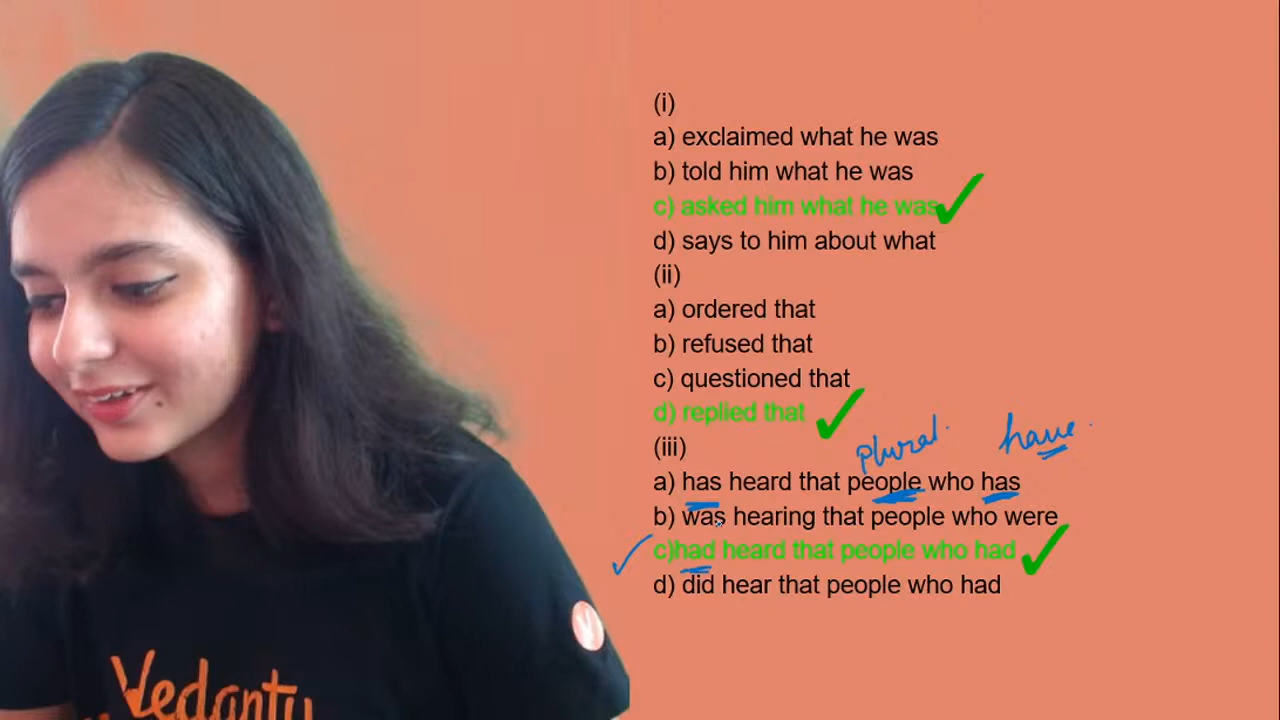 (i)
a) exclaimed what he was
b) told him what he was
c) asked him what he was
d) says to him about what
(ii)
a) ordered that
b) refused that
c) questioned that
d) replied that
(iii)
plural. have.
a) has heard that people who has
b) was hearing that people who were
c)had heard that people who had
d) did hear that people who had
Vedantu